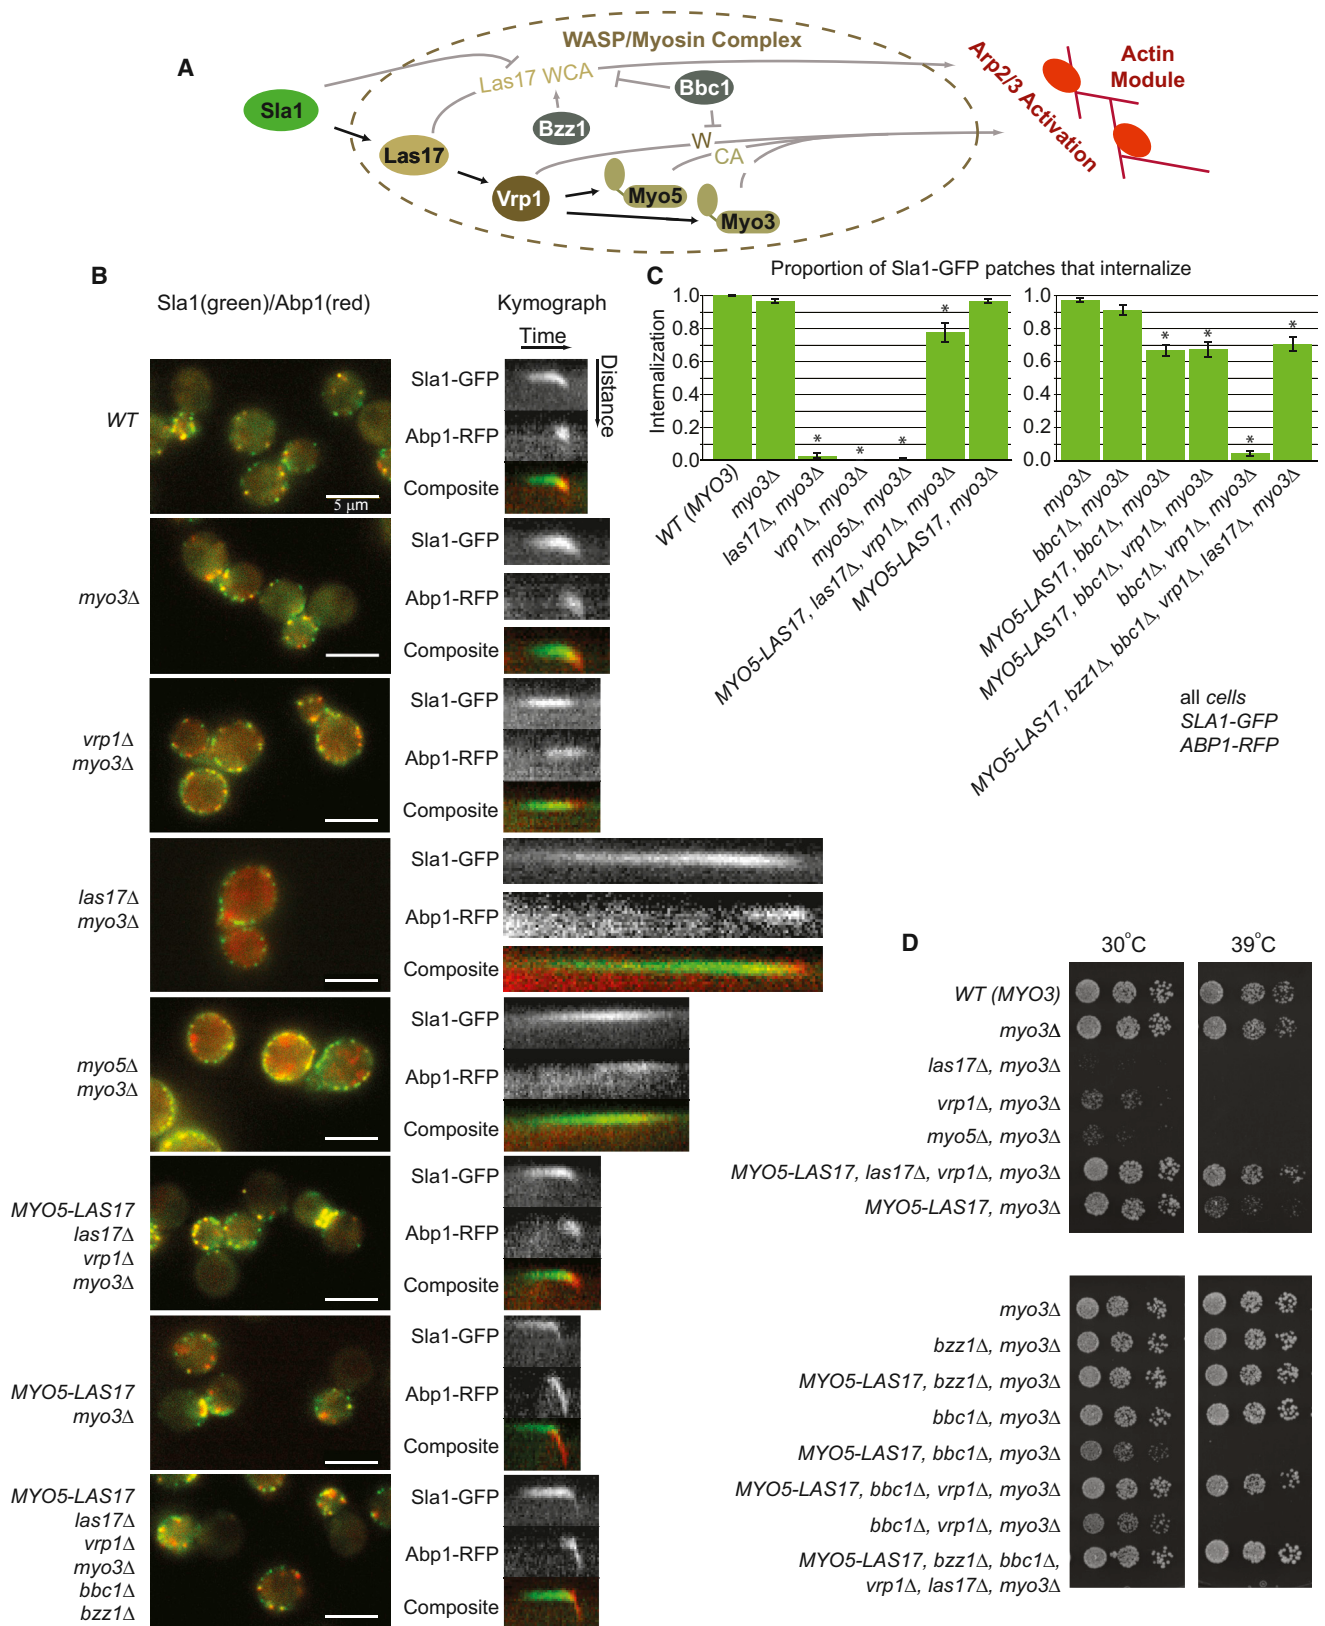 A
WASP/Myosin Complex
Las17 WCA
Sla1
Bbc1
Bzz1
Las17
W
CA
Vrp1
Myo5
Myo3
Arp2/3 Activation
Actin
Module
B
Sla1(green)/Abp1(red)
Kymograph
Time
Distance
WT
5 μm
Sla1-GFP
Abp1-RFP
Composite
myo3Δ
Sla1-GFP
Abp1-RFP
Composite
vrp1Δ
myo3Δ
Sla1-GFP
Abp1-RFP
Composite
las17Δ
myo3Δ
Sla1-GFP
Abp1-RFP
Composite
myo5Δ
myo3Δ
Sla1-GFP
Abp1-RFP
Composite
MYO5-LAS17
las17Δ
vrp1Δ
myo3Δ
Sla1-GFP
Abp1-RFP
Composite
MYO5-LAS17
myo3Δ
Sla1-GFP
Abp1-RFP
Composite
MYO5-LAS17
las17Δ
vrp1Δ
myo3Δ
bbc1Δ
bzz1Δ
Sla1-GFP
Abp1-RFP
Composite
C
Proportion of Sla1-GFP patches that internalize
Internalization
1.0
0.8
0.6
0.4
0.2
0.0
* * * *
WT (MYO3)
myo3Δ
las17Δ, myo3Δ
vrp1Δ, myo3Δ
myo5Δ, myo3Δ
MYO5-LAS17, las17Δ, vrp1Δ, myo3Δ
MYO5-LAS17, myo3Δ
1.0
0.8
0.6
0.4
0.2
0.0
* * * *
myo3Δ
bbc1Δ, myo3Δ
MYO5-LAS17, bbc1Δ, myo3Δ
MYO5-LAS17, bbc1Δ, vrp1Δ, myo3Δ
bbc1Δ, vrp1Δ, myo3Δ
MYO5-LAS17, bzz1Δ, bbc1Δ, vrp1Δ, las17Δ, myo3Δ
all cells
SLA1-GFP
ABP1-RFP
D
30°C
39°C
WT (MYO3)
myo3Δ
las17Δ, myo3Δ
vrp1Δ, myo3Δ
myo5Δ, myo3Δ
MYO5-LAS17, las17Δ, vrp1Δ, myo3Δ
MYO5-LAS17, myo3Δ
myo3Δ
bzz1Δ, myo3Δ
MYO5-LAS17, bzz1Δ, myo3Δ
bbc1Δ, myo3Δ
MYO5-LAS17, bbc1Δ, myo3Δ
MYO5-LAS17, bbc1Δ, vrp1Δ, myo3Δ
bbc1Δ, vrp1Δ, myo3Δ
MYO5-LAS17, bzz1Δ, bbc1Δ,
vrp1Δ, las17Δ, myo3Δ